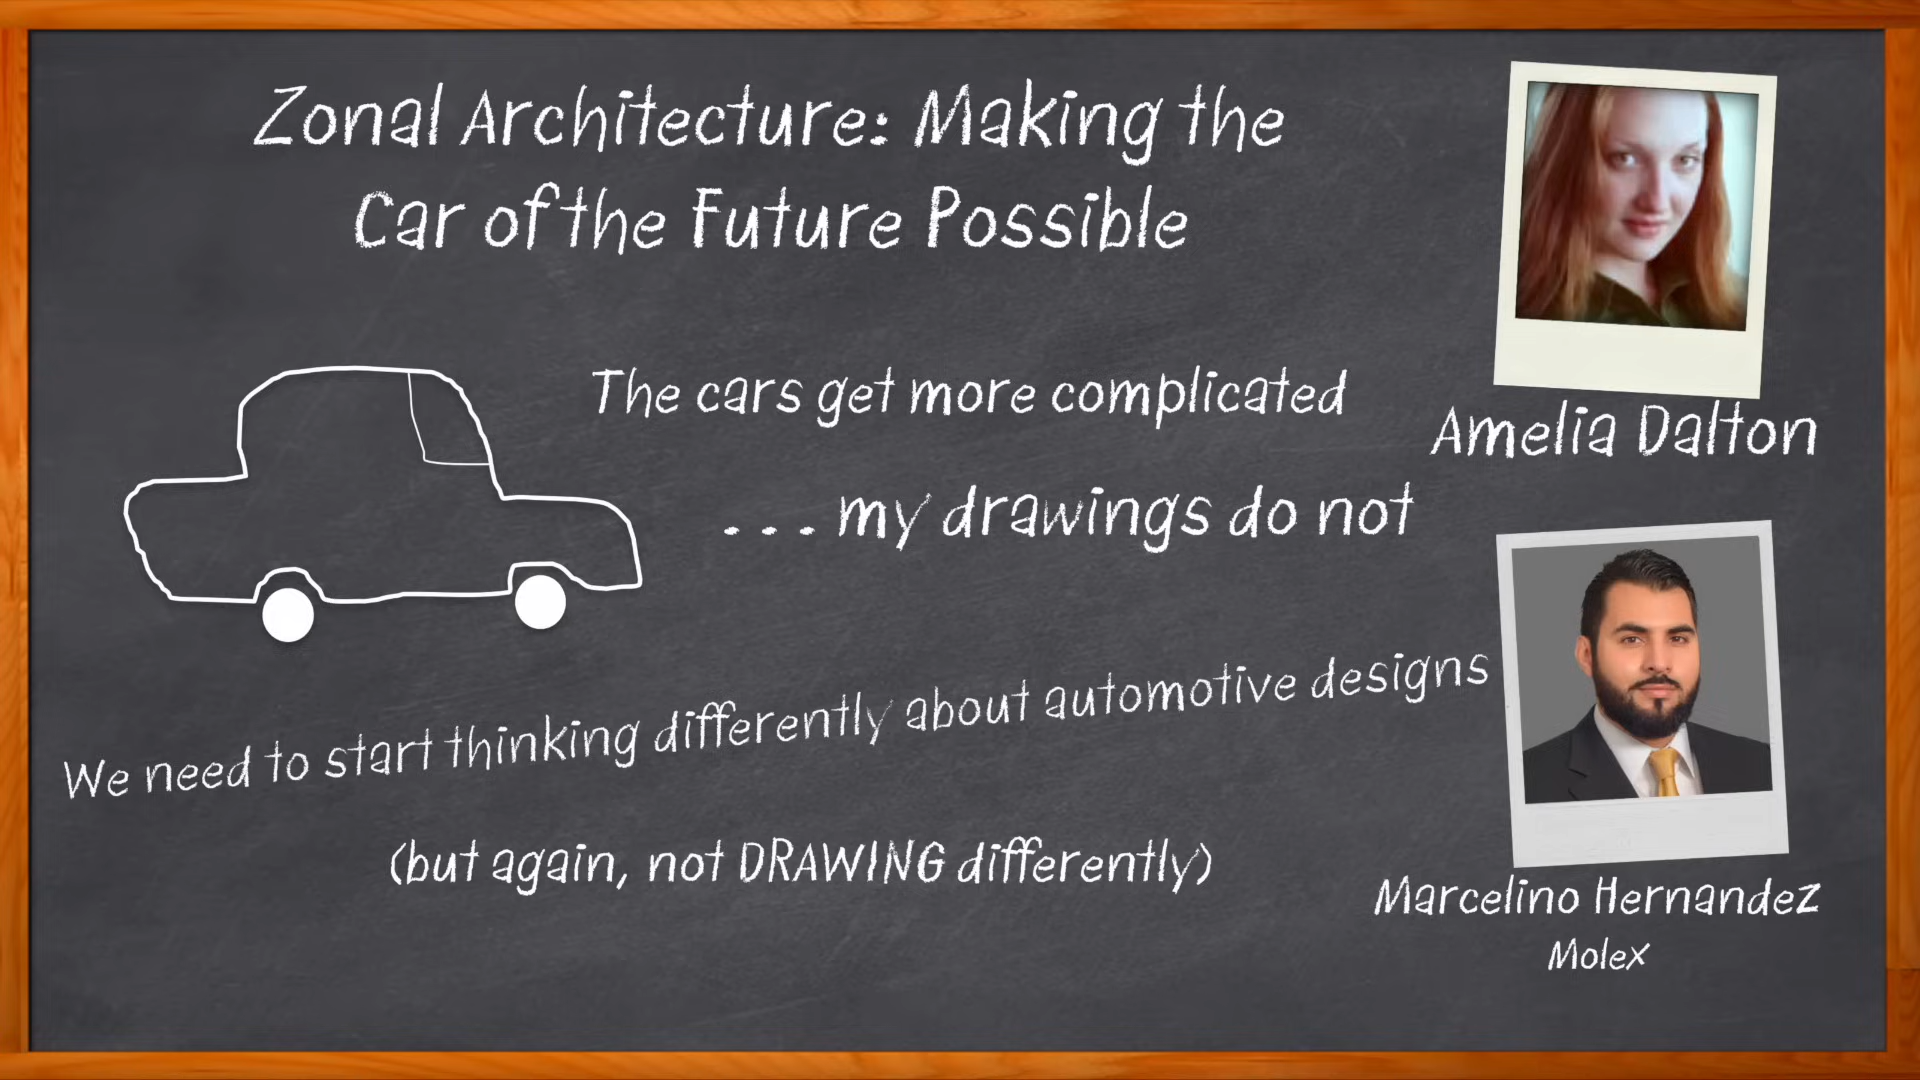 Zonal Architecture: Making the
Car of the Future Possible
The cars get more complicated
... my drawings do not
We need to start thinking differently about automotive designs
(but again, not DRAWING differently)
Amelia Dalton
Marcelino Hernandez
Molex